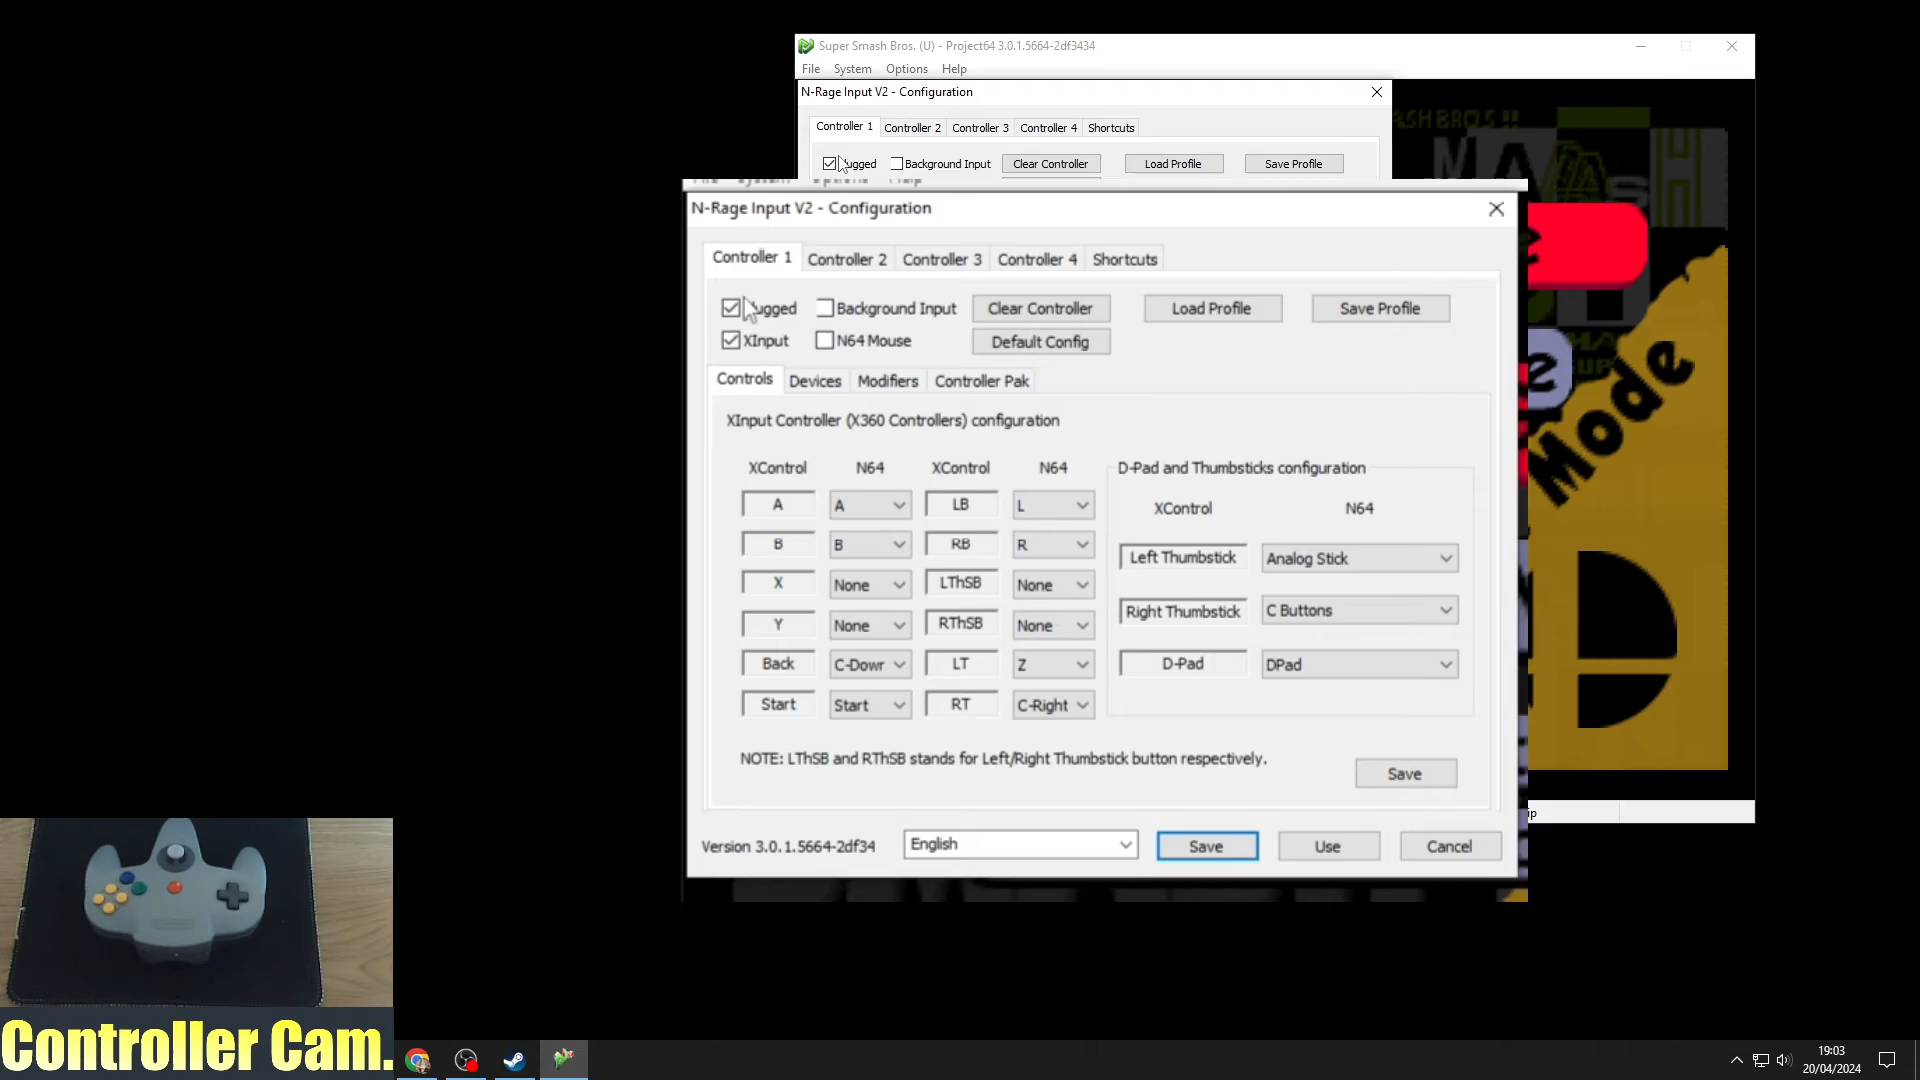 Super Smash Bros. (U) - Project64 3.0.1.5664-2df3434
File System Options Help
N-Rage Input V2 - Configuration
Controller 1 Controller 2 Controller 3 Controller 4 Shortcuts
Background Input Clear Controller Load Profile Save Profile
N-Rage Input V2 - Configuration
Controller 1 Controller 2 Controller 3 Controller 4 Shortcuts
Background Input Clear Controller Load Profile Save Profile
XInput N64 Mouse Default Config
Controls Devices Modifiers Controller Pak
XInput Controller (X360 Controllers) configuration
XControl N64 XControl N64 D-Pad and Thumbsticks configuration
XControl N64
A A LB L
B B RB R Left Thumbstick Analog Stick
X None LThSB None Right Thumbstick C Buttons
Y None RThSB None
Back C-Dowr LT Z D-Pad DPad
Start Start RT C-Right
NOTE: LThSB and RThSB stands for Left/Right Thumbstick button respectively.
Save
Version 3.0.1.5664-2df34 English Save Use Cancel
Mode
Controller Cam.
19:03
20/04/2024